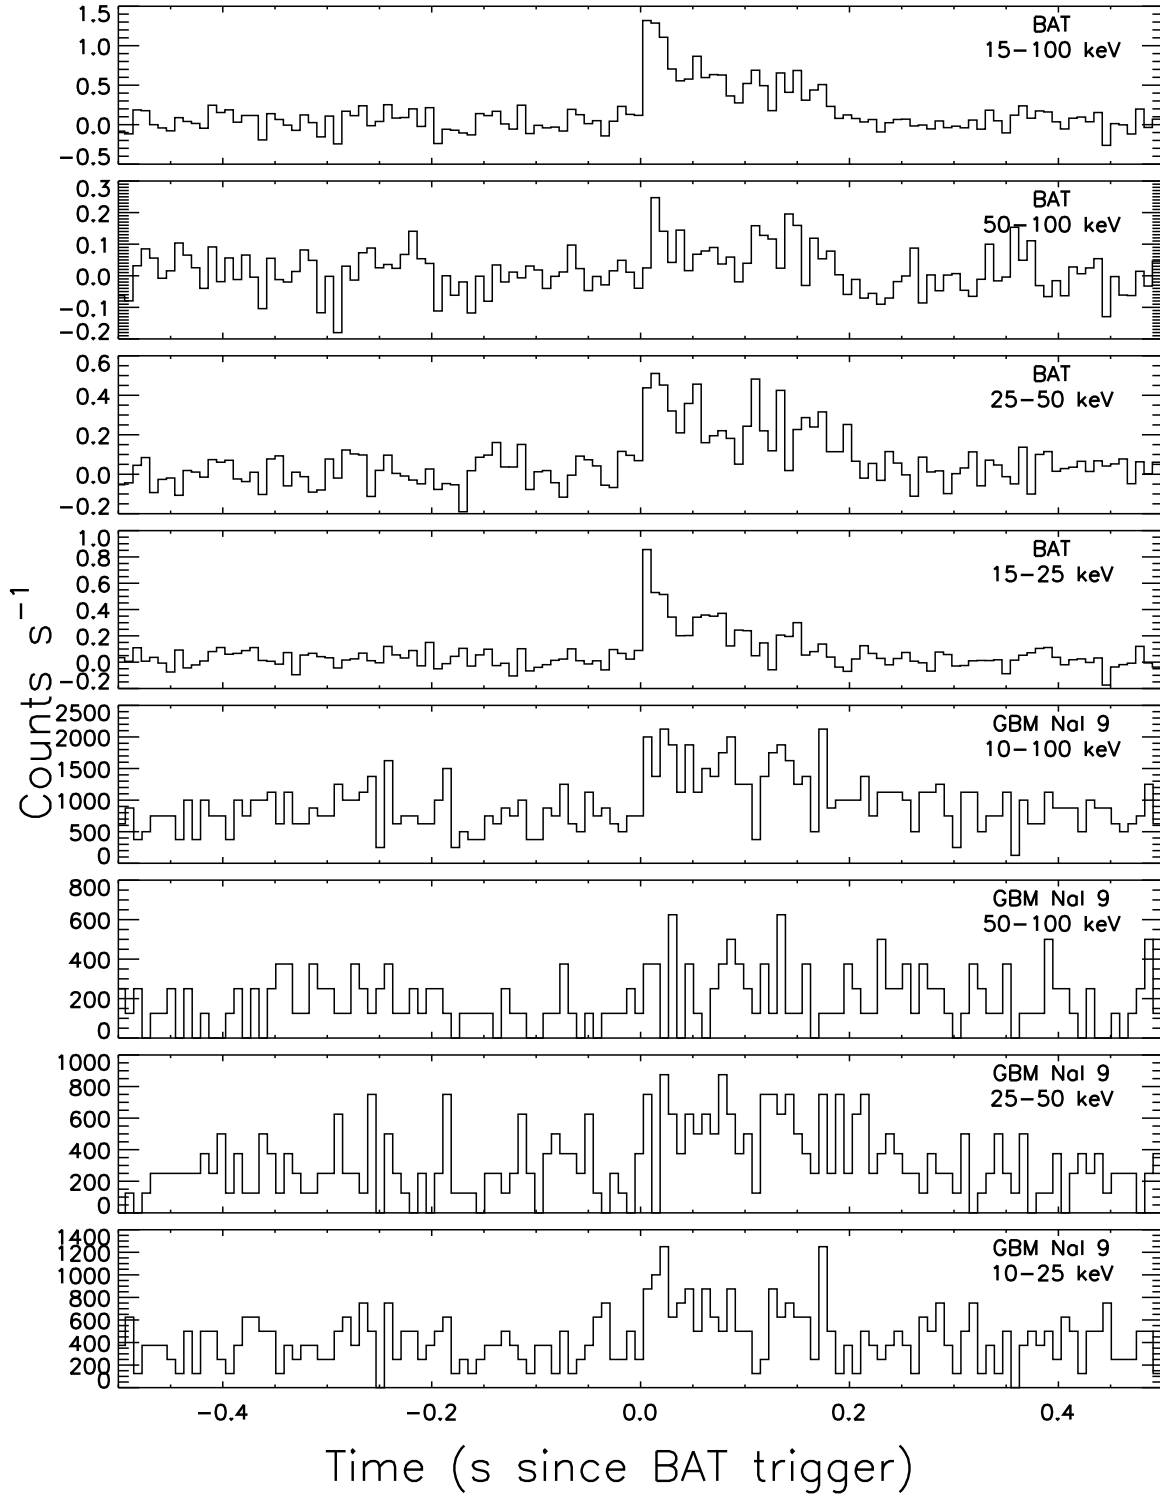 1.5
1.0
0.5
0.0
−0.5
BAT
15−100 keV
0.3
0.2
0.1
0.0
−0.1
−0.2
BAT
50−100 keV
0.6
0.4
0.2
0.0
−0.2
BAT
25−50 keV
1.0
0.8
0.6
0.4
0.2
0.0
−0.2
BAT
15−25 keV
Counts s−1
2500
2000
1500
1000
500
0
GBM NaI 9
10−100 keV
800
600
400
200
0
GBM NaI 9
50−100 keV
1000
800
600
400
200
0
GBM NaI 9
25−50 keV
1400
1200
1000
800
600
400
200
0
GBM NaI 9
10−25 keV
−0.4 −0.2 0.0 0.2 0.4
Time (s since BAT trigger)